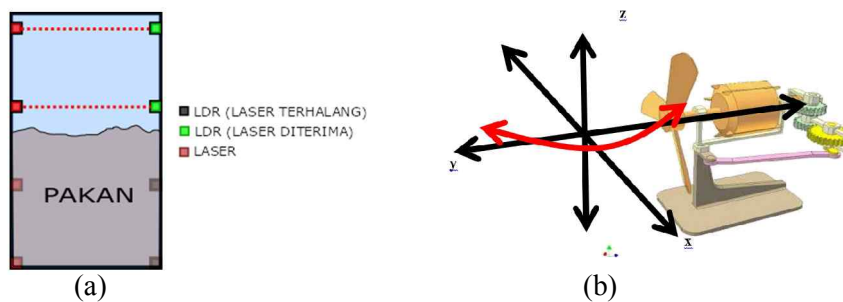 LDR (LASER TERHALANG)
LDR (LASER DITERIMA)
LASER
PAKAN
(a)
z
y
x
(b)